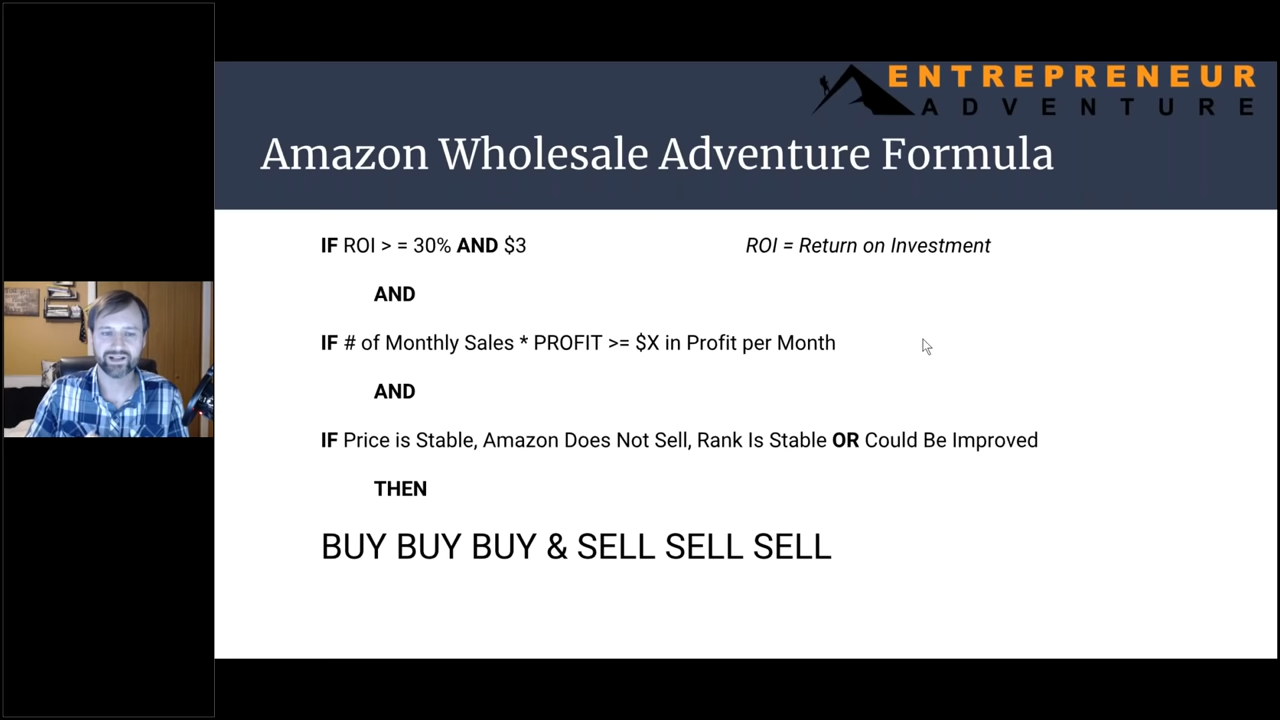 ENTREPRENEUR
ADVENTURE
Amazon Wholesale Adventure Formula
IF ROI > = 30% AND $3
ROI = Return on Investment
AND
IF # of Monthly Sales * PROFIT >= $X in Profit per Month
AND
IF Price is Stable, Amazon Does Not Sell, Rank Is Stable OR Could Be Improved
THEN
BUY BUY BUY & SELL SELL SELL